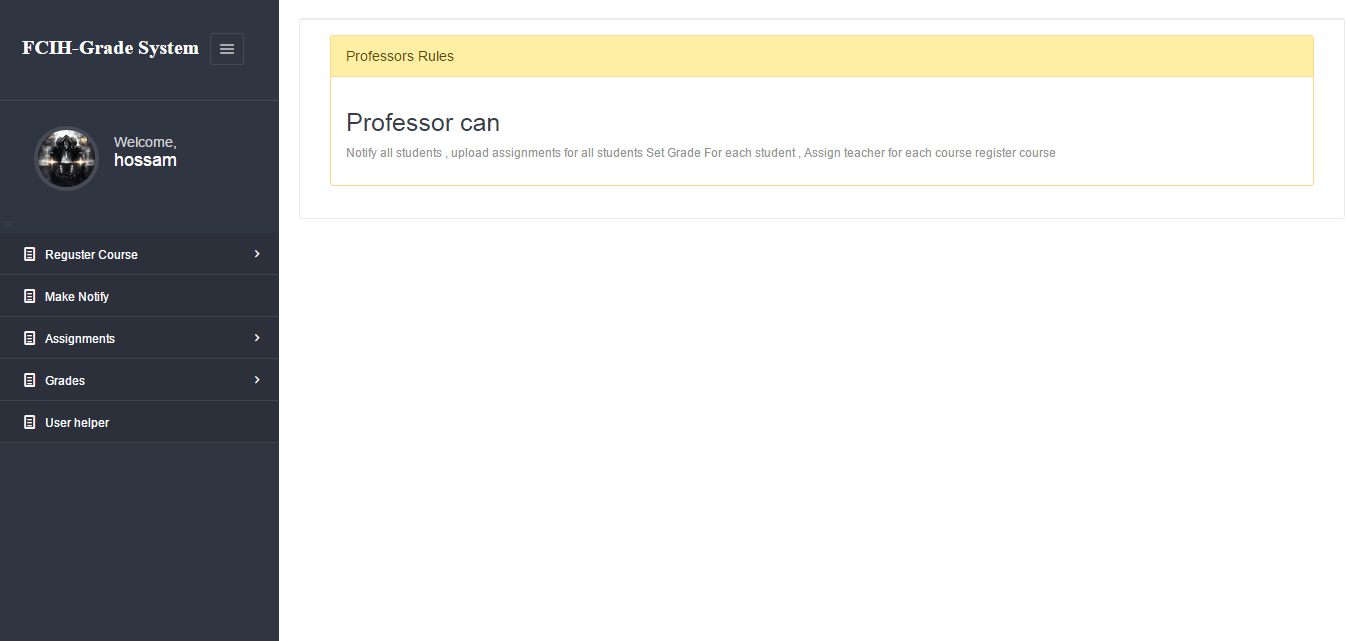 FCIH-Grade System
Welcome,
hossam
Reguster Course
Make Notify
Assignments
Grades
User helper
Professors Rules
Professor can
Notify all students , upload assignments for all students Set Grade For each student , Assign teacher for each course register course